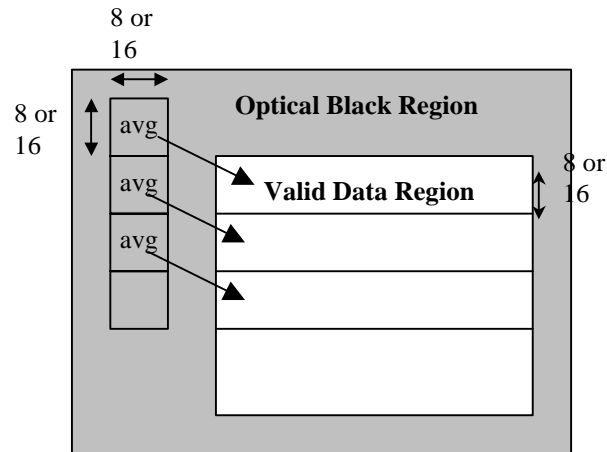 8 or
16
8 or
16
Optical Black Region
avg
8 or
16
avg
Valid Data Region
avg